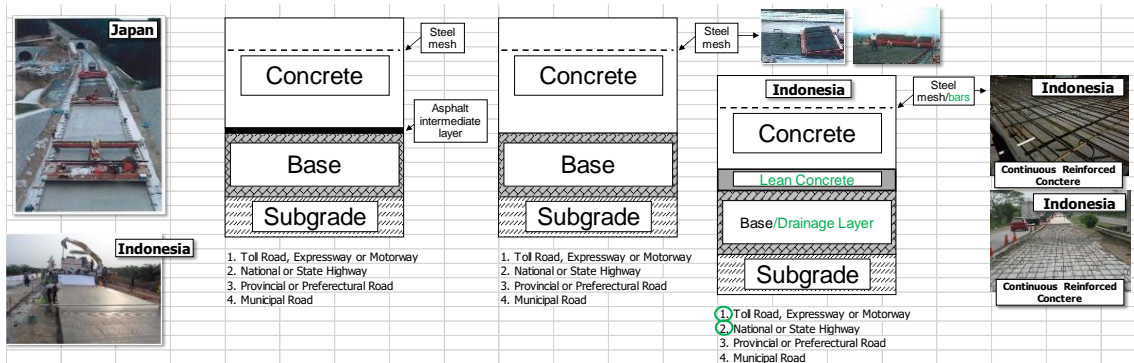 Japan
Indonesia
Steel
mesh
Concrete
Asphalt
intermediate
layer
Base
Subgrade
1. Toll Road, Expressway or Motorway
2. National or State Highway
3. Provincial or Preferectural Road
4. Municipal Road
Steel
mesh
Concrete
Base
Subgrade
1. Toll Road, Expressway or Motorway
2. National or State Highway
3. Provincial or Preferectural Road
4. Municipal Road
Indonesia
Steel
mesh/bars
Concrete
Lean Concrete
Base/Drainage Layer
Subgrade
1. Toll Road, Expressway or Motorway
2. National or State Highway
3. Provincial or Preferectural Road
4. Municipal Road
Indonesia
Continuous Reinforced
Conctere
Indonesia
Continuous Reinforced
Conctere